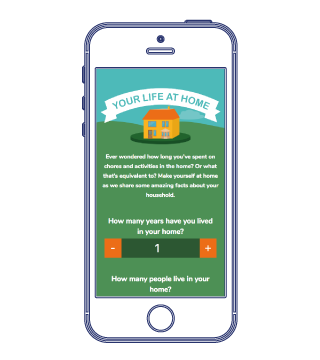 YOUR LIFE AT HOME
Ever wondered how long you've spent on
chores and activities in the home? Or what
that's equivalent to? Make yourself at home
as we share some amazing facts about your
household.
How many years have you lived
in your home?
- 1 +
How many people live in your
home?